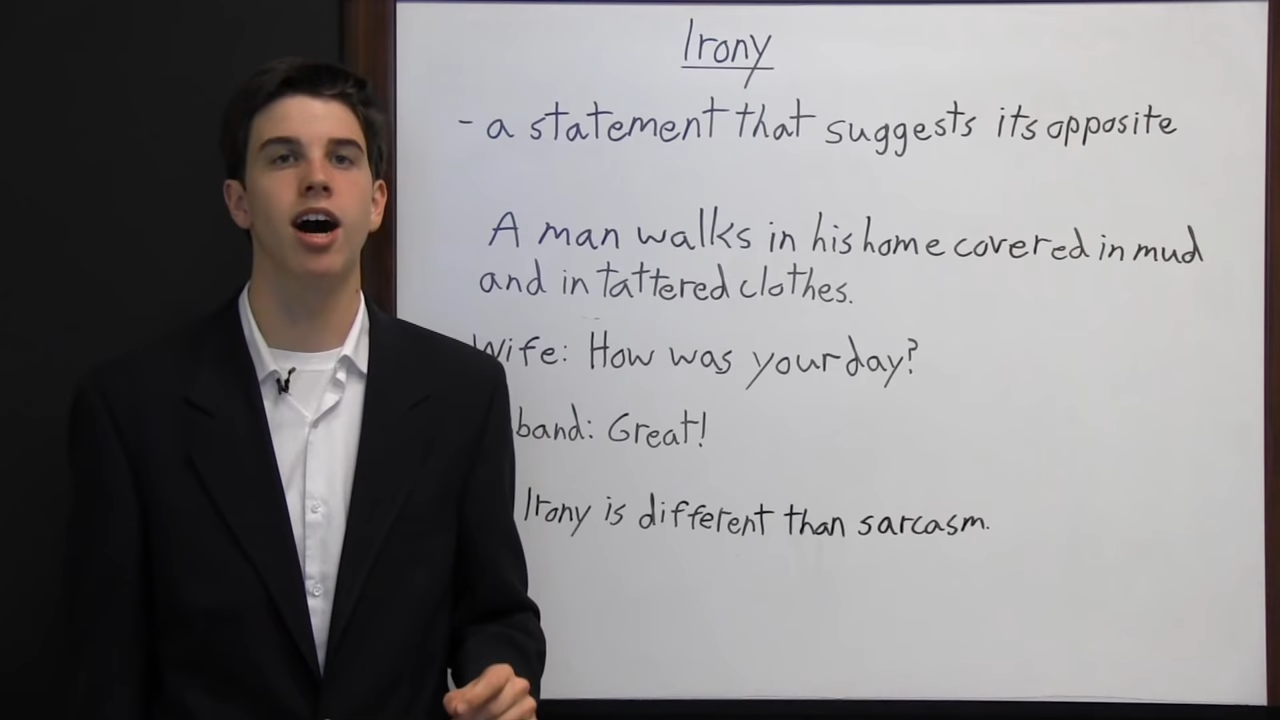 Irony
- a statement that suggests its opposite
A man walks in his home covered in mud
and in tattered clothes.
Wife: How was your day?
band: Great!
Irony is different than sarcasm.